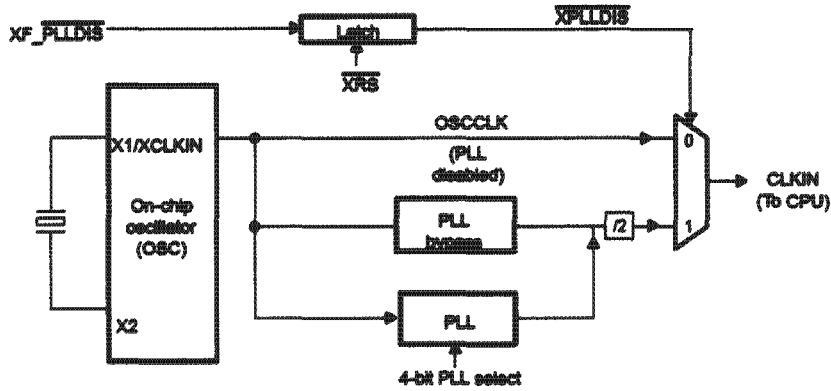 XF_PLLDIS
Latch
XPLLDIS
XRS
X1/XCLKIN
On-chip
oscillator
(OSC)
X2
OSCCLK
(PLL
disabled)
0
PLL
bypass
/2
1
CLKIN
(To CPU)
PLL
4-bit PLL select